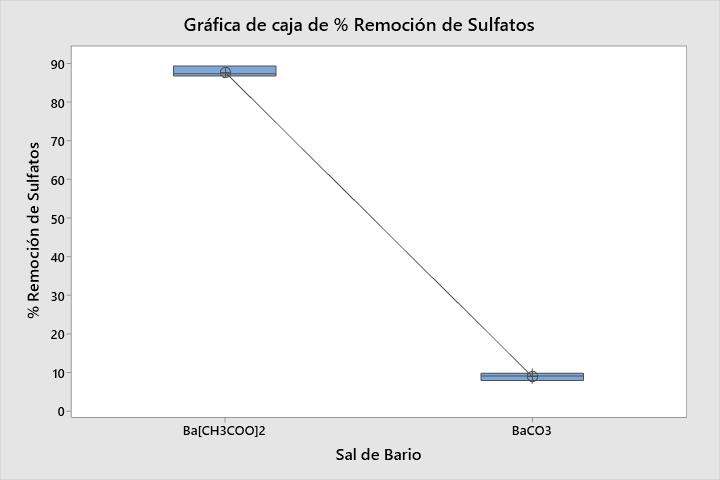 Gráfica de caja de % Remoción de Sulfatos
% Remoción de Sulfatos
90
80
70
60
50
40
30
20
10
0
Ba[CH3COO]2
BaCO3
Sal de Bario